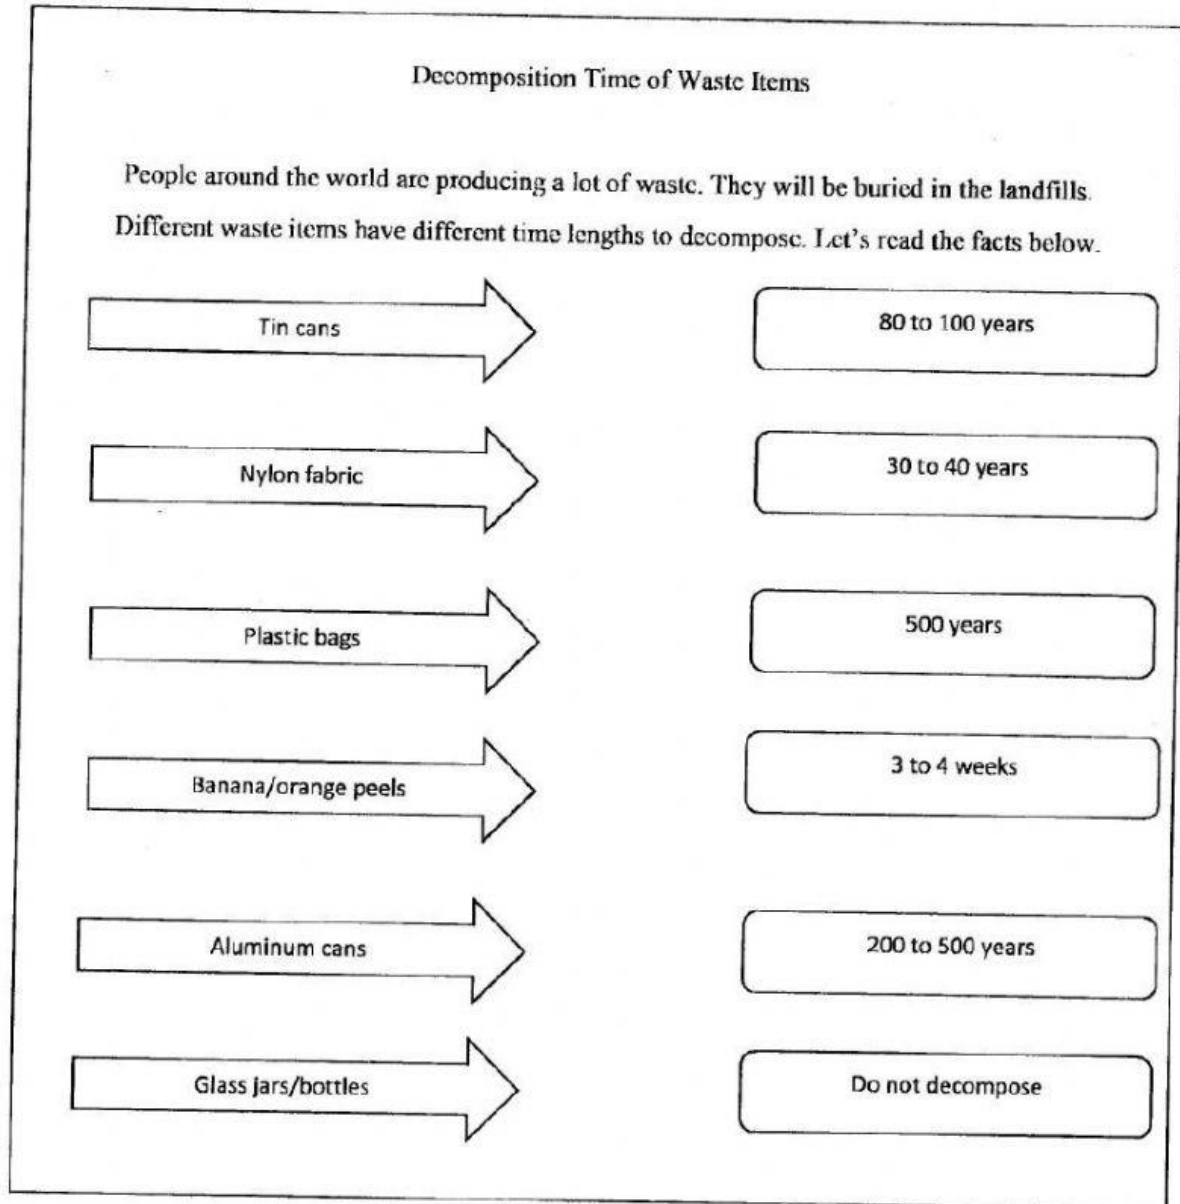 Decomposition Time of Waste Items
People around the world are producing a lot of waste. They will be buried in the landfills.
Different waste items have different time lengths to decompose. Let's read the facts below.
Tin cans
80 to 100 years
Nylon fabric
30 to 40 years
Plastic bags
500 years
Banana/orange peels
3 to 4 weeks
Aluminum cans
200 to 500 years
Glass jars/bottles
Do not decompose